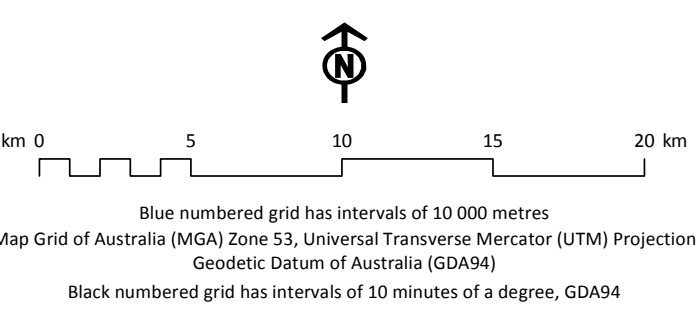 N
km 0 5 10 15 20 km
Blue numbered grid has intervals of 10 000 metres
Map Grid of Australia (MGA) Zone 53, Universal Transverse Mercator (UTM) Projection
Geodetic Datum of Australia (GDA94)
Black numbered grid has intervals of 10 minutes of a degree, GDA94